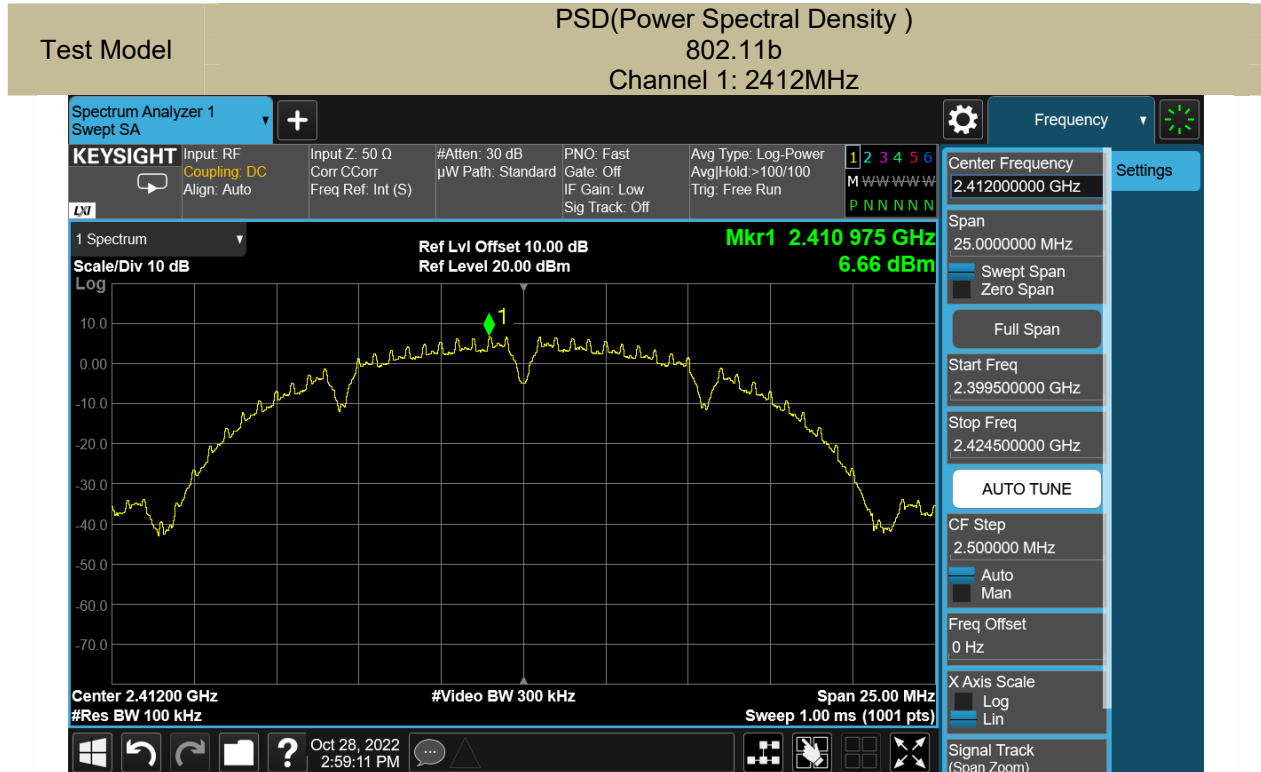 Test Model
PSD(Power Spectral Density )
802.11b
Channel 1: 2412MHz
Spectrum Analyzer 1
Swept SA
Frequency
KEYSIGHT
LXI
Input: RF
Coupling: DC
Align: Auto
Input Z: 50 Ω
Corr CCorr
Freq Ref: Int (S)
#Atten: 30 dB
µW Path: Standard
PNO: Fast
Gate: Off
IF Gain: Low
Sig Track: Off
Avg Type: Log-Power
Avg|Hold:>100/100
Trig: Free Run
1 2 3 4 5 6
M W W W W W
P N N N N N
1 Spectrum
Scale/Div 10 dB
Log
Ref Lvl Offset 10.00 dB
Ref Level 20.00 dBm
Mkr1 2.410 975 GHz
6.66 dBm
1
10.0
0.00
-10.0
-20.0
-30.0
-40.0
-50.0
-60.0
-70.0
Center 2.41200 GHz
#Res BW 100 kHz
#Video BW 300 kHz
Span 25.00 MHz
Sweep 1.00 ms (1001 pts)
?
Oct 28, 2022
2:59:11 PM
Center Frequency
2.412000000 GHz
Span
25.0000000 MHz
Swept Span
Zero Span
Full Span
Start Freq
2.399500000 GHz
Stop Freq
2.424500000 GHz
AUTO TUNE
CF Step
2.500000 MHz
Auto
Man
Freq Offset
0 Hz
X Axis Scale
Log
Lin
Signal Track
(Span Zoom)
Settings